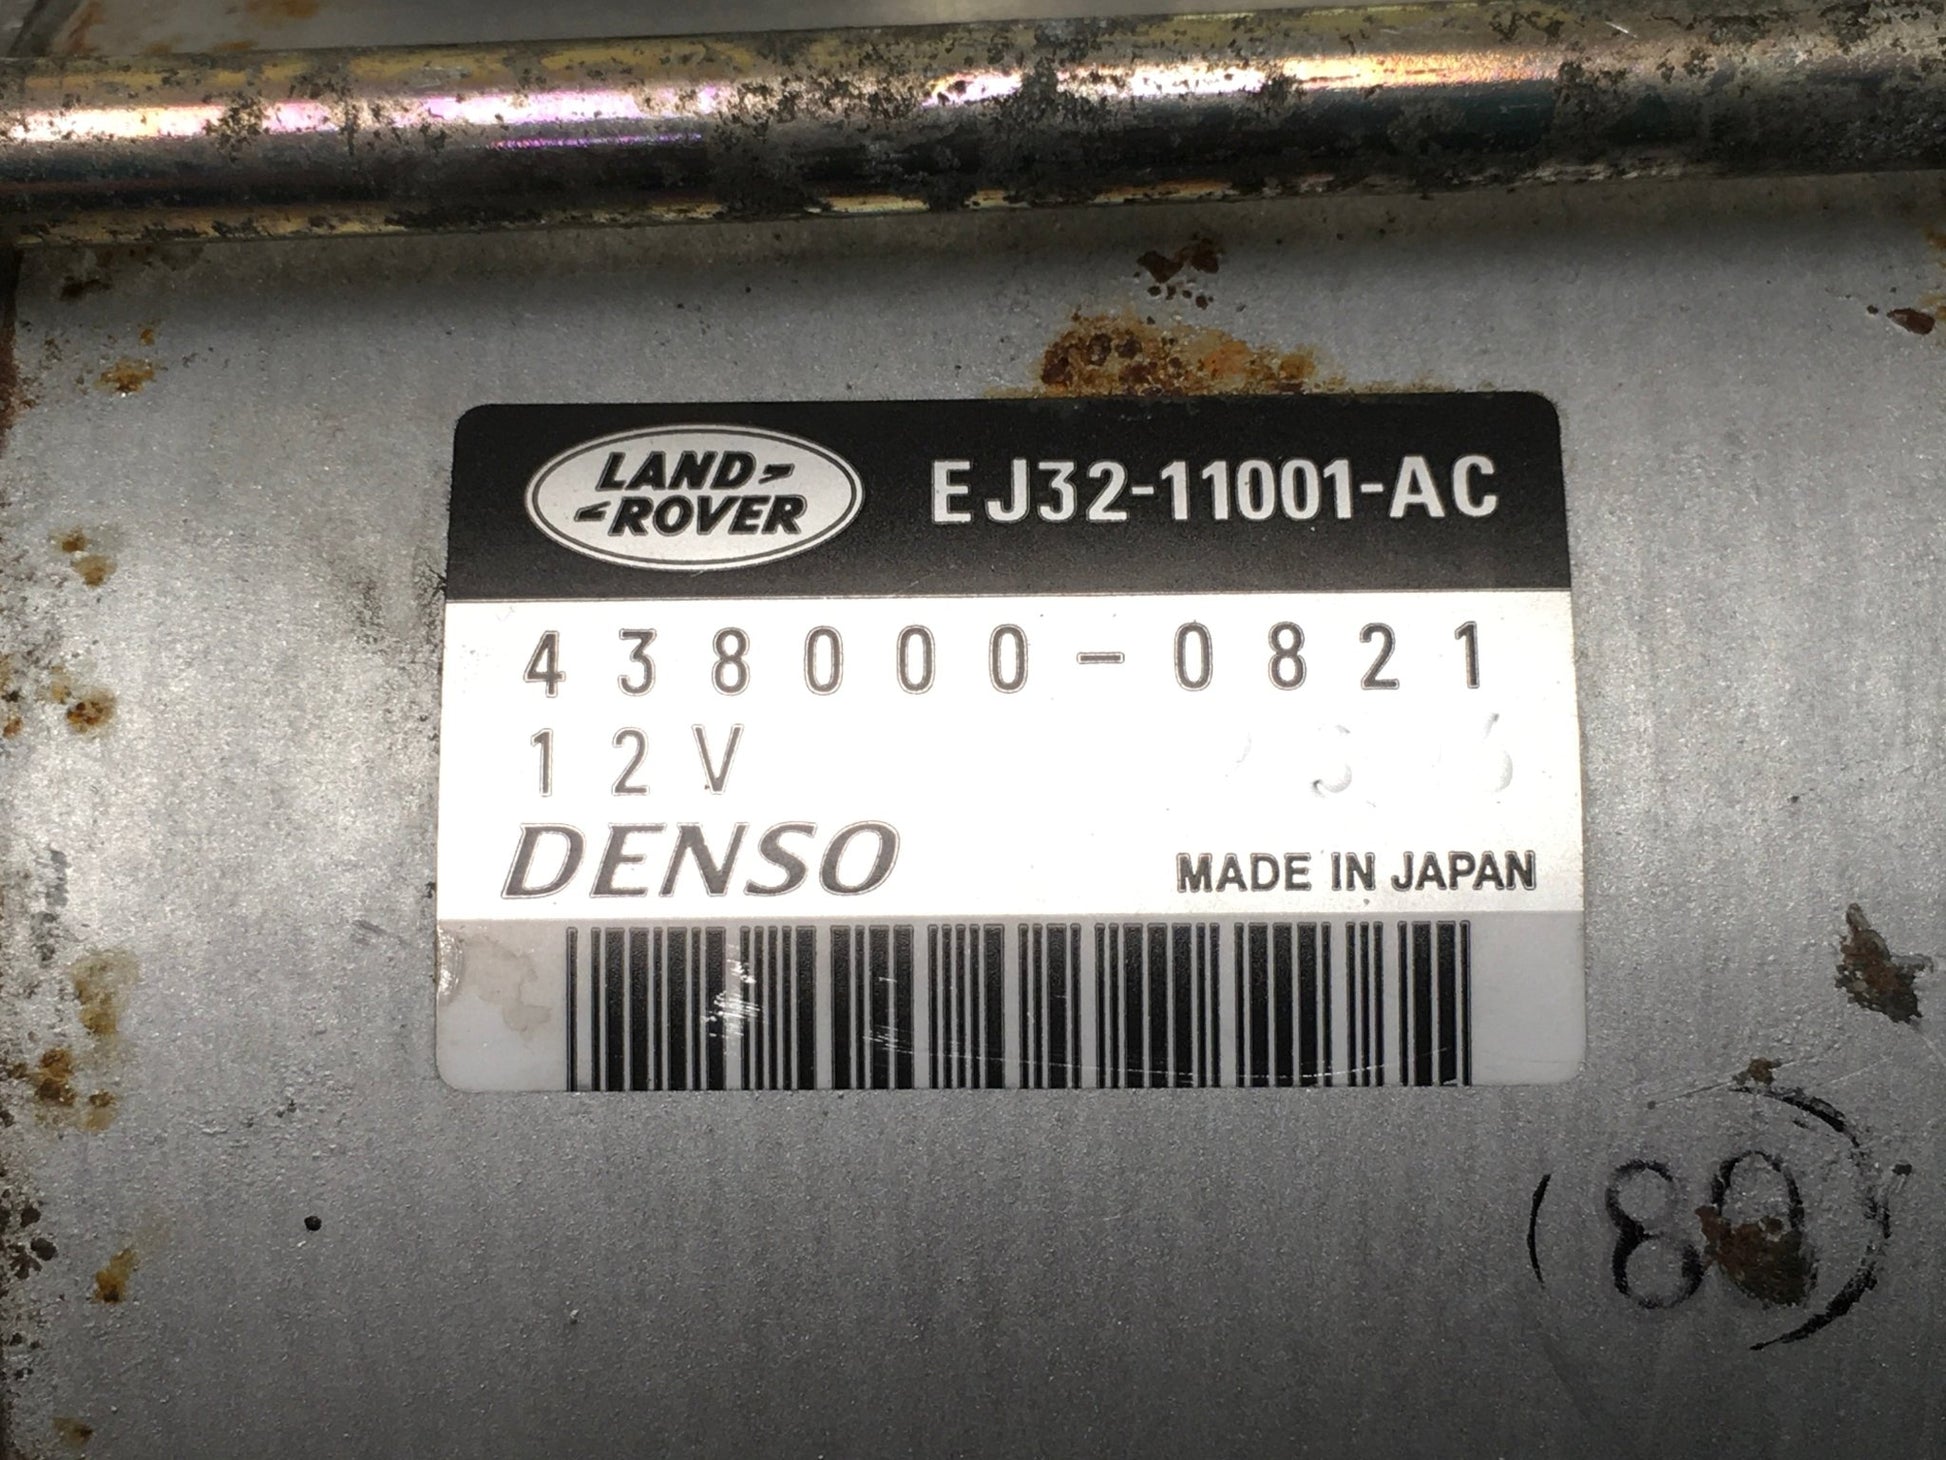 LAND-
-ROVER
EJ32-11001-AC
438000-0821
12V
DENSO
MADE IN JAPAN
80